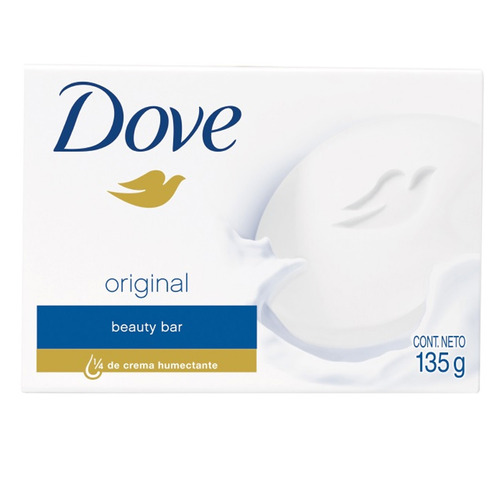 Dove
original
beauty bar
¼ de crema humectante
CONT. NETO
135 g